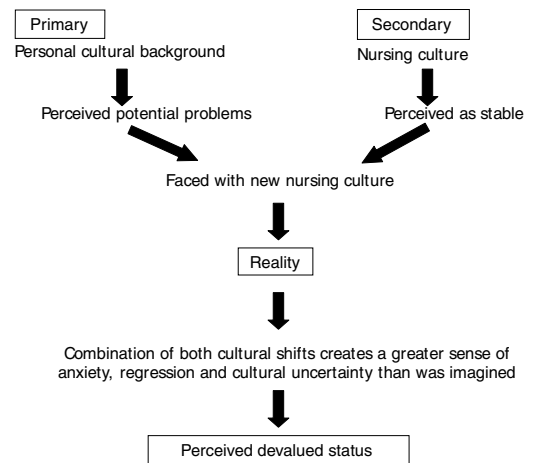 Primary
Secondary
Personal cultural background
Nursing culture
Perceived potential problems
Perceived as stable
Faced with new nursing culture
Reality
Combination of both cultural shifts creates a greater sense of
anxiety, regression and cultural uncertainty than was imagined
Perceived devalued status